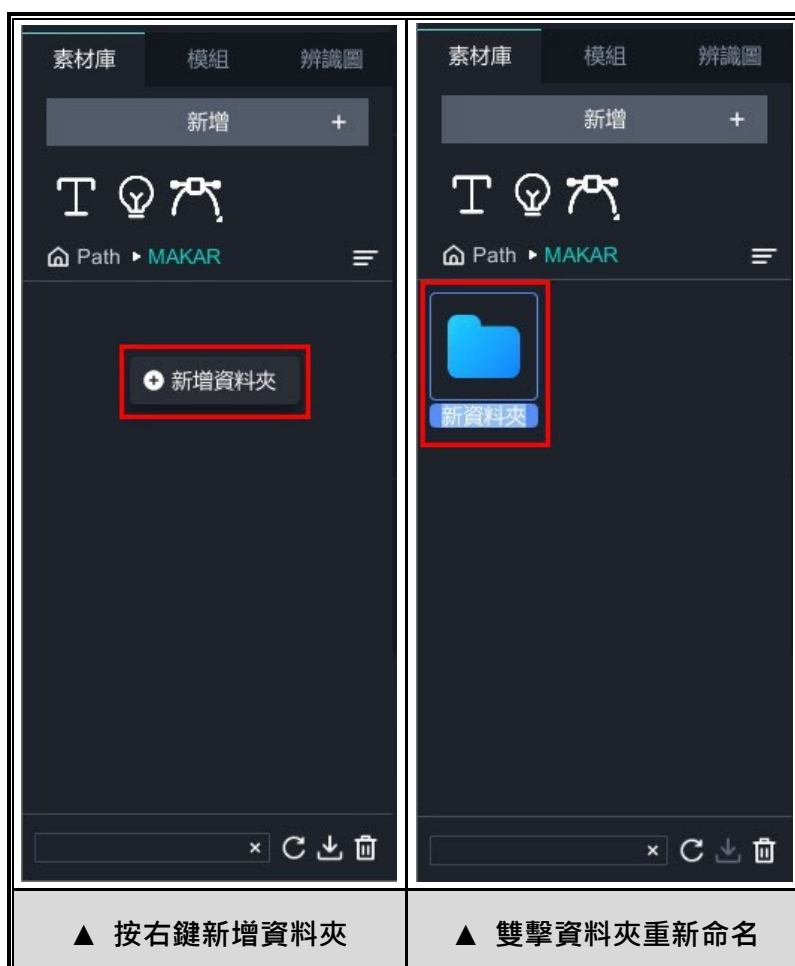 素材庫 模組 辨識圖
新增 +
Path ▸ MAKAR
新增資料夾
▲ 按右鍵新增資料夾
素材庫 模組 辨識圖
新增 +
Path ▸ MAKAR
新資料夾
▲ 雙擊資料夾重新命名